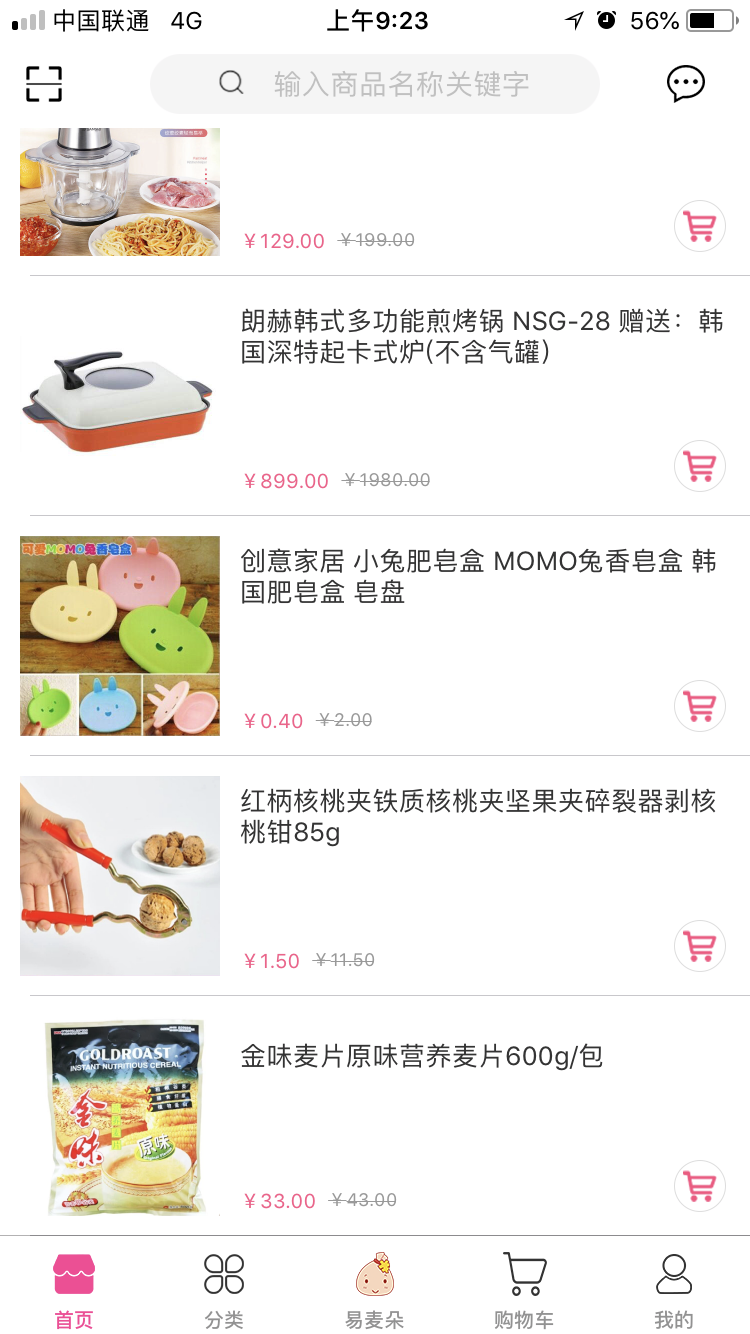 中国联通 4G 上午9:23 56%
输入商品名称关键字
￥129.00 ￥199.00
朗赫韩式多功能煎烤锅 NSG-28 赠送：韩
国深特起卡式炉(不含气罐)
￥899.00 ￥1980.00
可爱MOMO兔香皂盒
创意家居 小兔肥皂盒 MOMO兔香皂盒 韩
国肥皂盒 皂盘
￥0.40 ￥2.00
红柄核桃夹铁质核桃夹坚果夹碎裂器剥核
桃钳85g
￥1.50 ￥11.50
GOLDROAST
INSTANT NUTRITIOUS CEREAL
金味
原味
金味麦片原味营养麦片600g/包
￥33.00 ￥43.00
首页 分类 易麦朵 购物车 我的